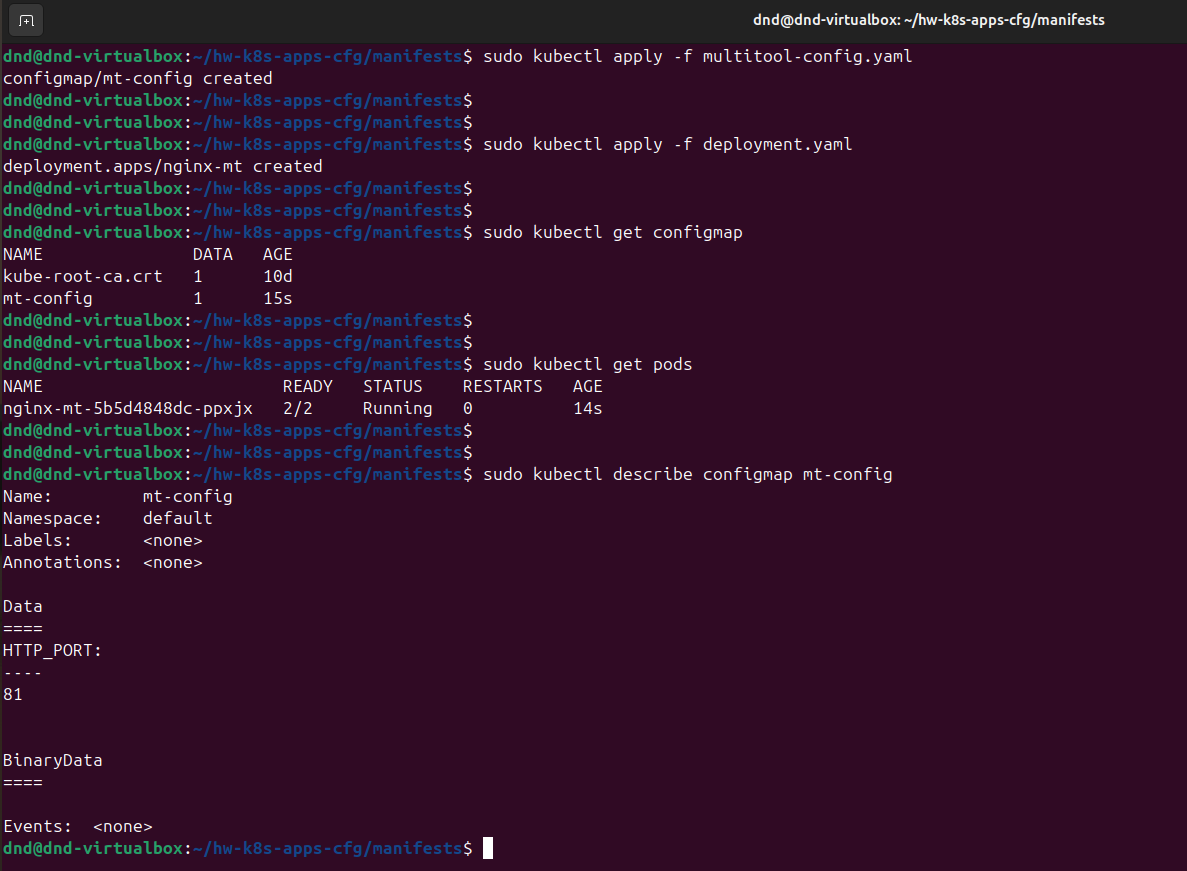 dnd@dnd-virtualbox: ~/hw-k8s-apps-cfg/manifests
dnd@dnd-virtualbox:~/hw-k8s-apps-cfg/manifests$ sudo kubectl apply -f multitool-config.yaml
configmap/mt-config created
dnd@dnd-virtualbox:~/hw-k8s-apps-cfg/manifests$
dnd@dnd-virtualbox:~/hw-k8s-apps-cfg/manifests$
dnd@dnd-virtualbox:~/hw-k8s-apps-cfg/manifests$ sudo kubectl apply -f deployment.yaml
deployment.apps/nginx-mt created
dnd@dnd-virtualbox:~/hw-k8s-apps-cfg/manifests$
dnd@dnd-virtualbox:~/hw-k8s-apps-cfg/manifests$
dnd@dnd-virtualbox:~/hw-k8s-apps-cfg/manifests$ sudo kubectl get configmap
NAME               DATA   AGE
kube-root-ca.crt   1      10d
mt-config          1      15s
dnd@dnd-virtualbox:~/hw-k8s-apps-cfg/manifests$
dnd@dnd-virtualbox:~/hw-k8s-apps-cfg/manifests$
dnd@dnd-virtualbox:~/hw-k8s-apps-cfg/manifests$ sudo kubectl get pods
NAME                        READY   STATUS    RESTARTS   AGE
nginx-mt-5b5d4848dc-ppxjx   2/2     Running   0          14s
dnd@dnd-virtualbox:~/hw-k8s-apps-cfg/manifests$
dnd@dnd-virtualbox:~/hw-k8s-apps-cfg/manifests$
dnd@dnd-virtualbox:~/hw-k8s-apps-cfg/manifests$ sudo kubectl describe configmap mt-config
Name:         mt-config
Namespace:    default
Labels:       <none>
Annotations:  <none>

Data
====
HTTP_PORT:
----
81


BinaryData
====

Events:  <none>
dnd@dnd-virtualbox:~/hw-k8s-apps-cfg/manifests$